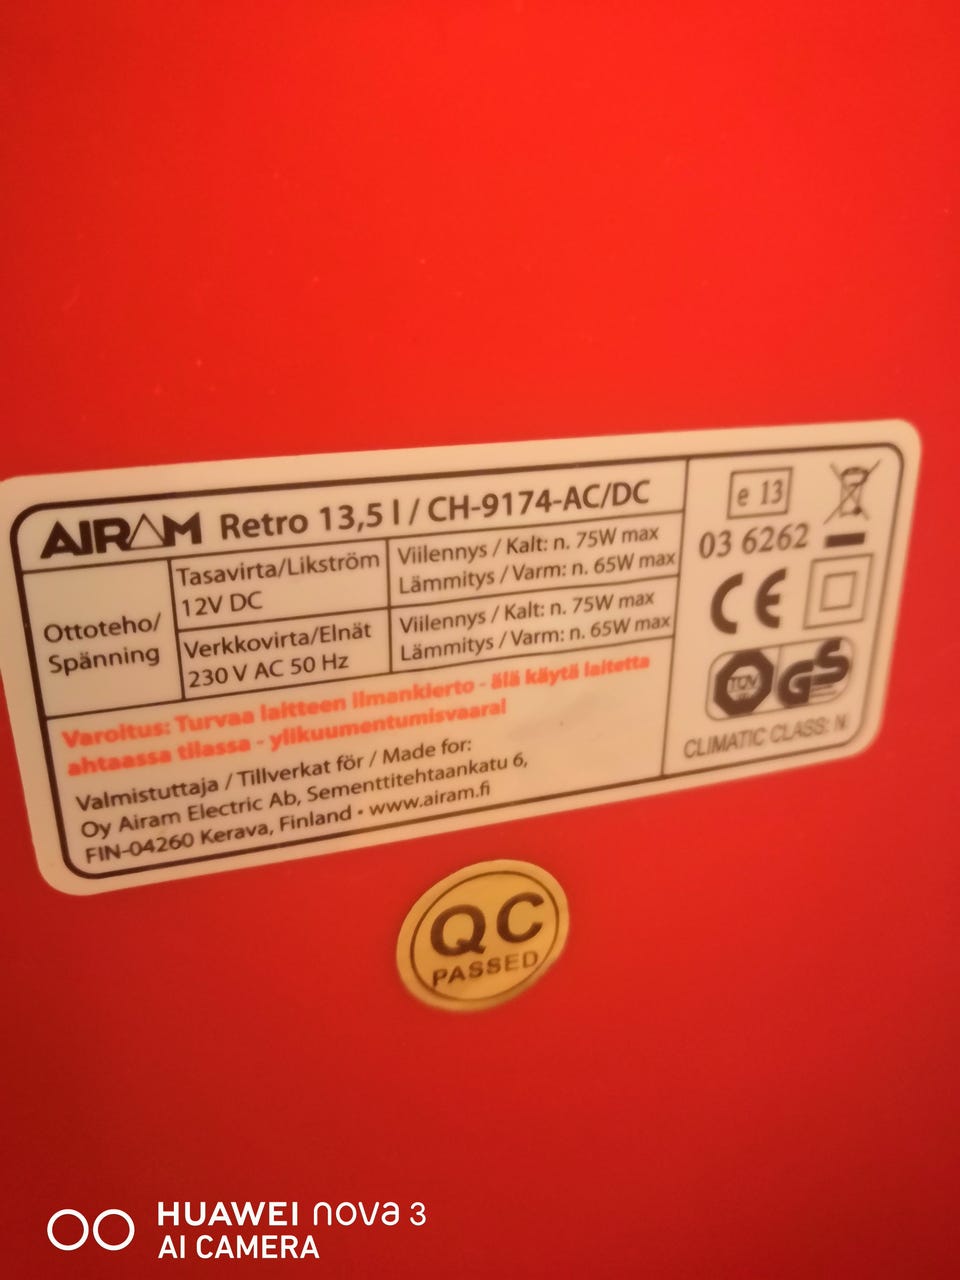 AIRAM Retro 13,5 l / CH-9174-AC/DC
Ottoteho/
Spänning
Tasavirta/Likström
12V DC
Viilennys / Kalt: n. 75W max
Lämmitys / Varm: n. 65W max
Verkkovirta/Elnät
230 V AC 50 Hz
Viilennys / Kalt: n. 75W max
Lämmitys / Varm: n. 65W max
Varoitus: Turvaa laitteen ilmankierto - älä käytä laitetta
ahtaassa tilassa - ylikuumentumisvaara!
Valmistuttaja / Tillverkat för / Made for:
Oy Airam Electric Ab, Sementtitehtaankatu 6,
FIN-04260 Kerava, Finland • www.airam.fi
e 13
03 6262
CE
TÜV
GS
CLIMATIC CLASS: N
QC
PASSED
HUAWEI nova 3
AI CAMERA